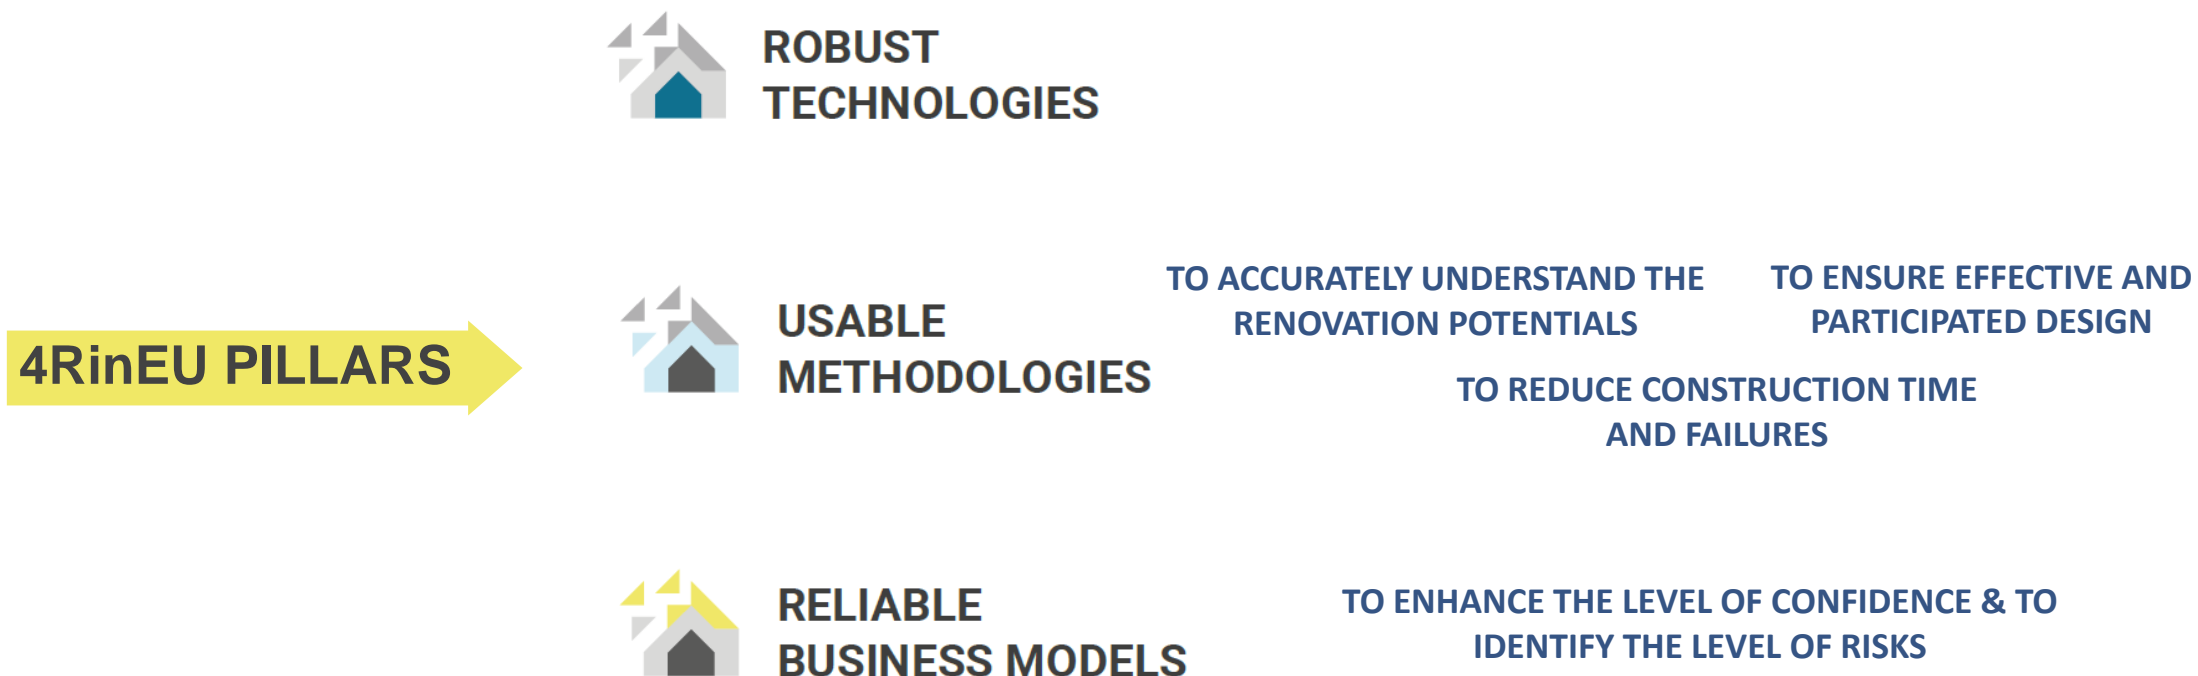 ROBUST
TECHNOLOGIES
4RinEU PILLARS
USABLE
METHODOLOGIES
TO ACCURATELY UNDERSTAND THE
RENOVATION POTENTIALS
TO ENSURE EFFECTIVE AND
PARTICIPATED DESIGN
TO REDUCE CONSTRUCTION TIME
AND FAILURES
RELIABLE
BUSINESS MODELS
TO ENHANCE THE LEVEL OF CONFIDENCE & TO
IDENTIFY THE LEVEL OF RISKS